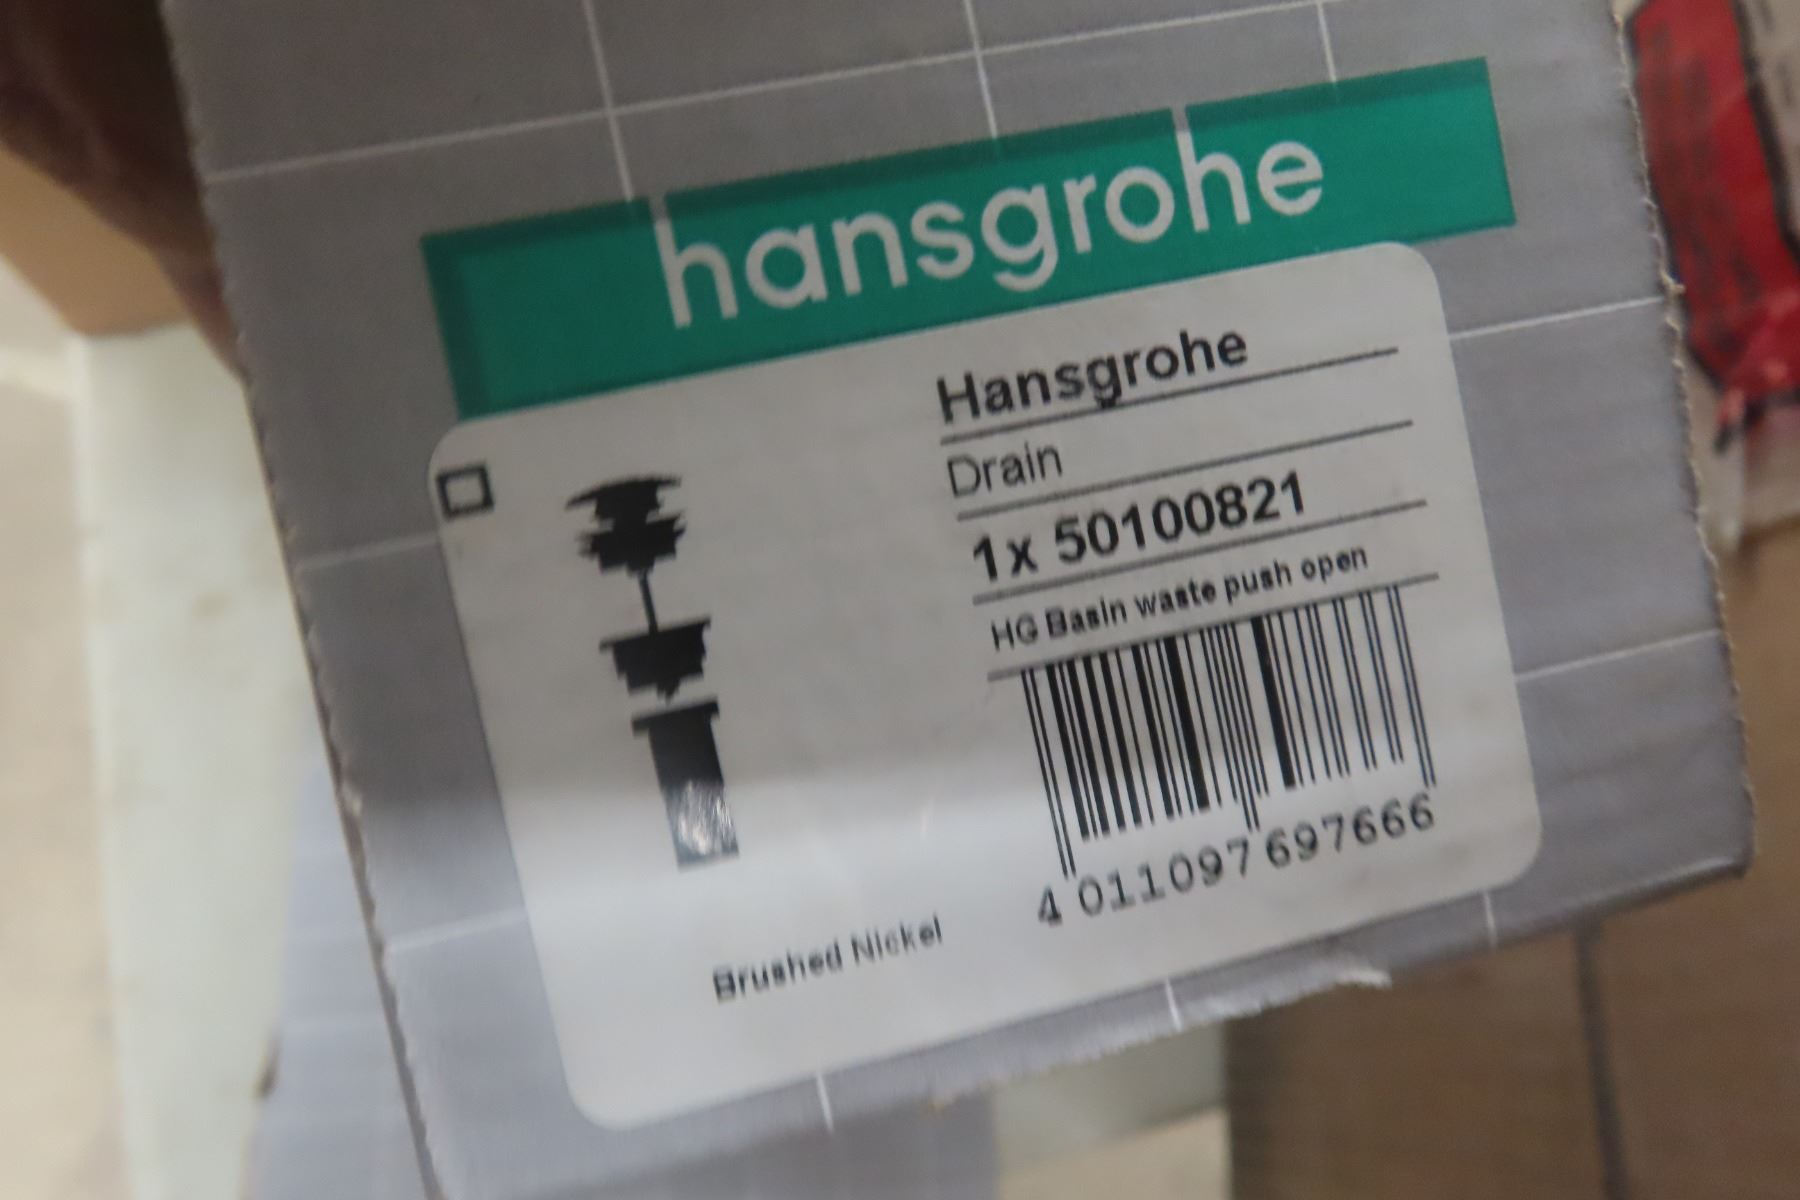 hansgrohe
Hansgrohe
Drain
1x 50100821
HG Basin waste push open
4 011097 697666
Brushed Nickel